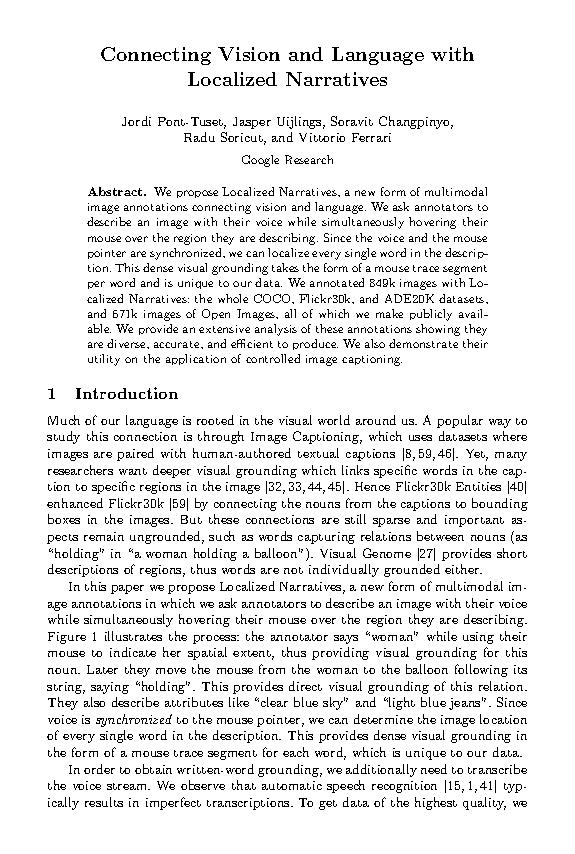 Connecting Vision and Language with
Localized Narratives
Jordi Pont-Tuset, Jasper Uijlings, Soravit Changpinyo,
Radu Soricut, and Vittorio Ferrari
Google Research
Abstract. We propose Localized Narratives, a new form of multimodal
image annotations connecting vision and language. We ask annotators to
describe an image with their voice while simultaneously hovering their
mouse over the region they are describing. Since the voice and the mouse
pointer are synchronized, we can localize every single word in the descrip-
tion. This dense visual grounding takes the form of a mouse trace segment
per word and is unique to our data. We annotated 849k images with Lo-
calized Narratives: the whole COCO, Flickr30k, and ADE20K datasets,
and 671k images of Open Images, all of which we make publicly avail-
able. We provide an extensive analysis of these annotations showing they
are diverse, accurate, and efficient to produce. We also demonstrate their
utility on the application of controlled image captioning.
1 Introduction
Much of our language is rooted in the visual world around us. A popular way to
study this connection is through Image Captioning, which uses datasets where
images are paired with human-authored textual captions [8,59,46]. Yet, many
researchers want deeper visual grounding which links specific words in the cap-
tion to specific regions in the image [32,33,44,45]. Hence Flickr30k Entities [40]
enhanced Flickr30k [59] by connecting the nouns from the captions to bounding
boxes in the images. But these connections are still sparse and important as-
pects remain ungrounded, such as words capturing relations between nouns (as
“holding” in “a woman holding a balloon”). Visual Genome [27] provides short
descriptions of regions, thus words are not individually grounded either.
In this paper we propose Localized Narratives, a new form of multimodal im-
age annotations in which we ask annotators to describe an image with their voice
while simultaneously hovering their mouse over the region they are describing.
Figure 1 illustrates the process: the annotator says “woman” while using their
mouse to indicate her spatial extent, thus providing visual grounding for this
noun. Later they move the mouse from the woman to the balloon following its
string, saying “holding”. This provides direct visual grounding of this relation.
They also describe attributes like “clear blue sky” and “light blue jeans”. Since
voice is synchronized to the mouse pointer, we can determine the image location
of every single word in the description. This provides dense visual grounding in
the form of a mouse trace segment for each word, which is unique to our data.
In order to obtain written-word grounding, we additionally need to transcribe
the voice stream. We observe that automatic speech recognition [15,1,41] typ-
ically results in imperfect transcriptions. To get data of the highest quality, we